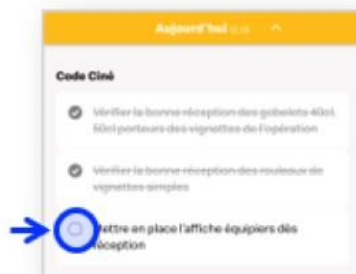 Aujourd'hui
Code Ciné
Vérifier la bonne réception des gobelets 40cl,
50cl porteurs des vignettes de l'opération
Vérifier la bonne réception des rouleaux de
vignettes simples
Mettre en place l'affiche équipiers dès
réception